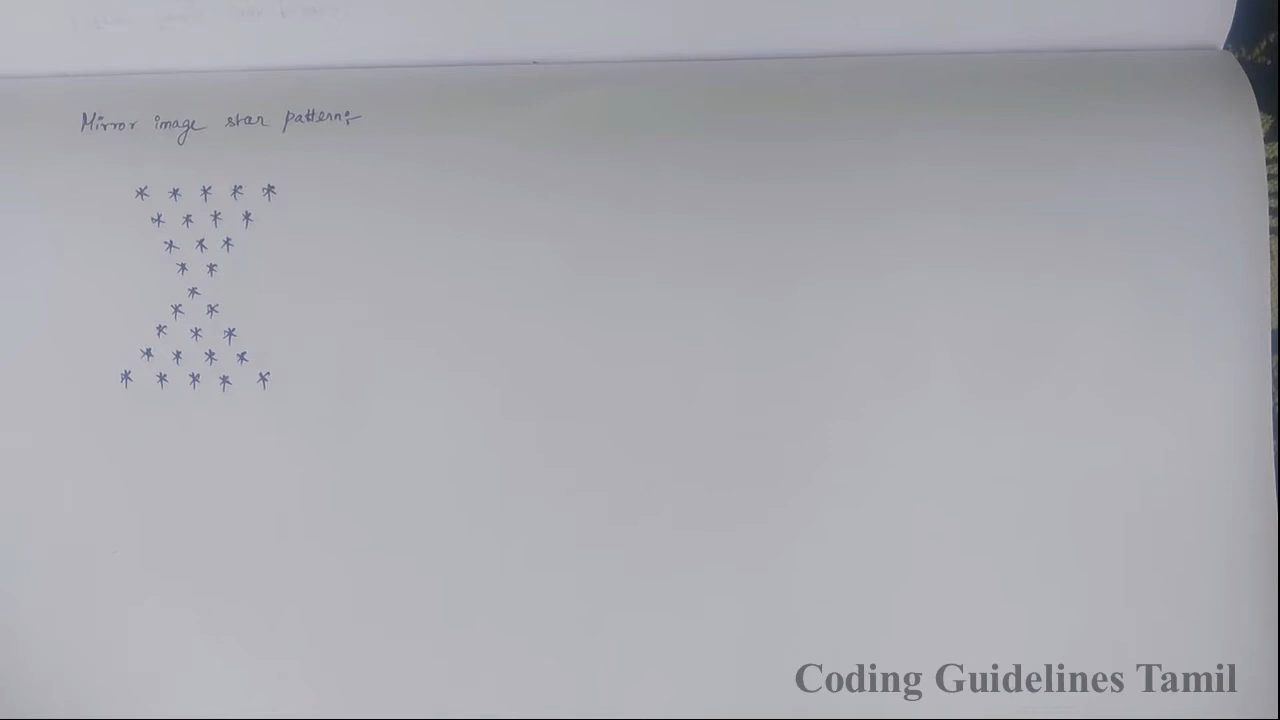 Mirror image star pattern:-
* * * * *
* * * *
* * *
* *
*
* *
* * *
* * * *
* * * * *
Coding Guidelines Tamil